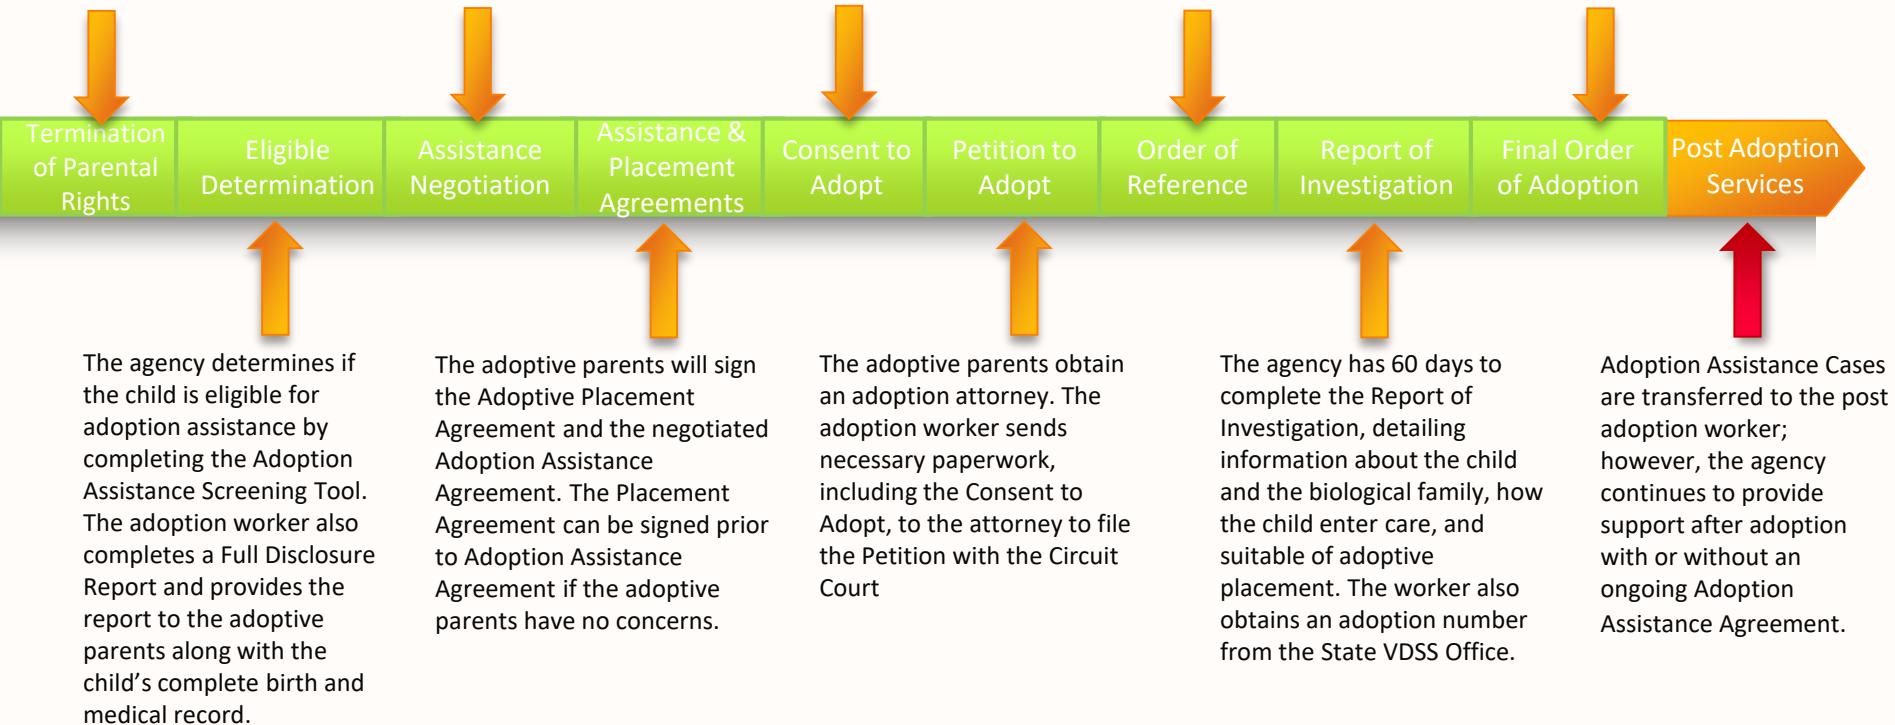 Termination
of Parental
Rights
Eligible
Determination
Assistance
Negotiation
Assistance &
Placement
Agreements
Consent to
Adopt
Petition to
Adopt
Order of
Reference
Report of
Investigation
Final Order
of Adoption
Post Adoption
Services
The agency determines if
the child is eligible for
adoption assistance by
completing the Adoption
Assistance Screening Tool.
The adoption worker also
completes a Full Disclosure
Report and provides the
report to the adoptive
parents along with the
child’s complete birth and
medical record.
The adoptive parents will sign
the Adoptive Placement
Agreement and the negotiated
Adoption Assistance
Agreement. The Placement
Agreement can be signed prior
to Adoption Assistance
Agreement if the adoptive
parents have no concerns.
The adoptive parents obtain
an adoption attorney. The
adoption worker sends
necessary paperwork,
including the Consent to
Adopt, to the attorney to file
the Petition with the Circuit
Court
The agency has 60 days to
complete the Report of
Investigation, detailing
information about the child
and the biological family, how
the child enter care, and
suitable of adoptive
placement. The worker also
obtains an adoption number
from the State VDSS Office.
Adoption Assistance Cases
are transferred to the post
adoption worker;
however, the agency
continues to provide
support after adoption
with or without an
ongoing Adoption
Assistance Agreement.